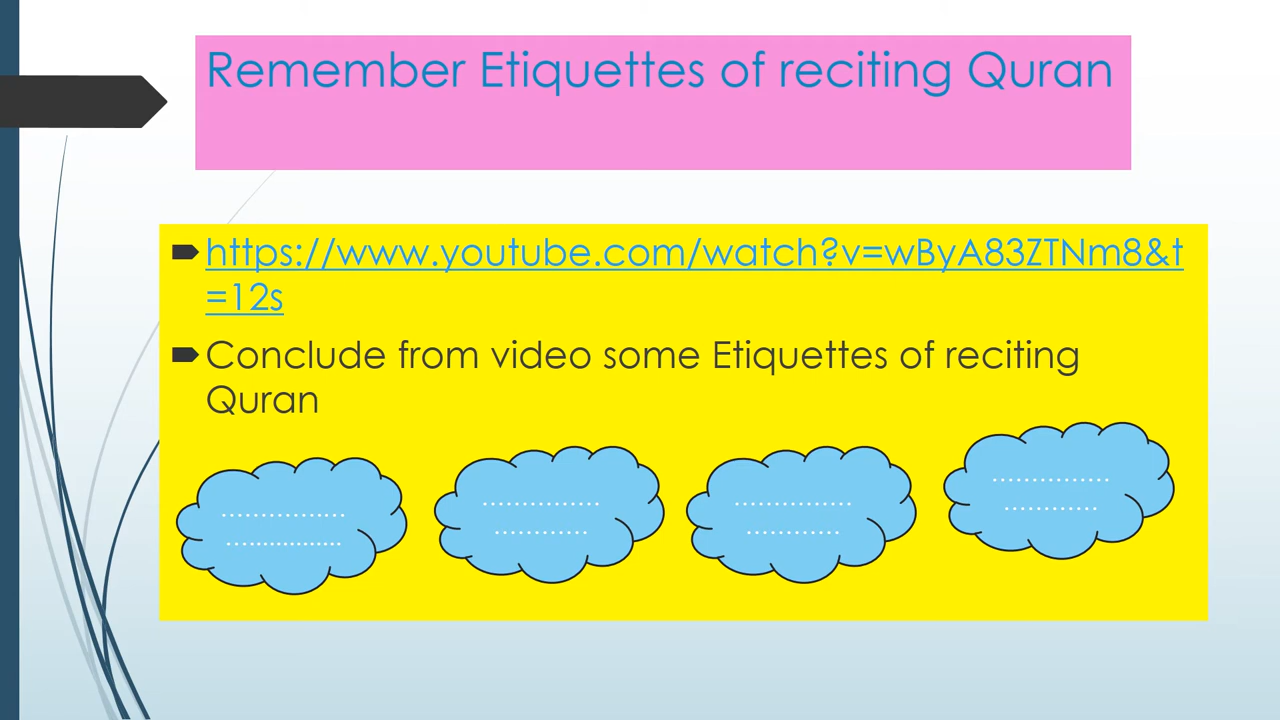 Remember Etiquettes of reciting Quran
https://www.youtube.com/watch?v=wByA83ZTNm8&t
=12s
Conclude from video some Etiquettes of reciting
Quran